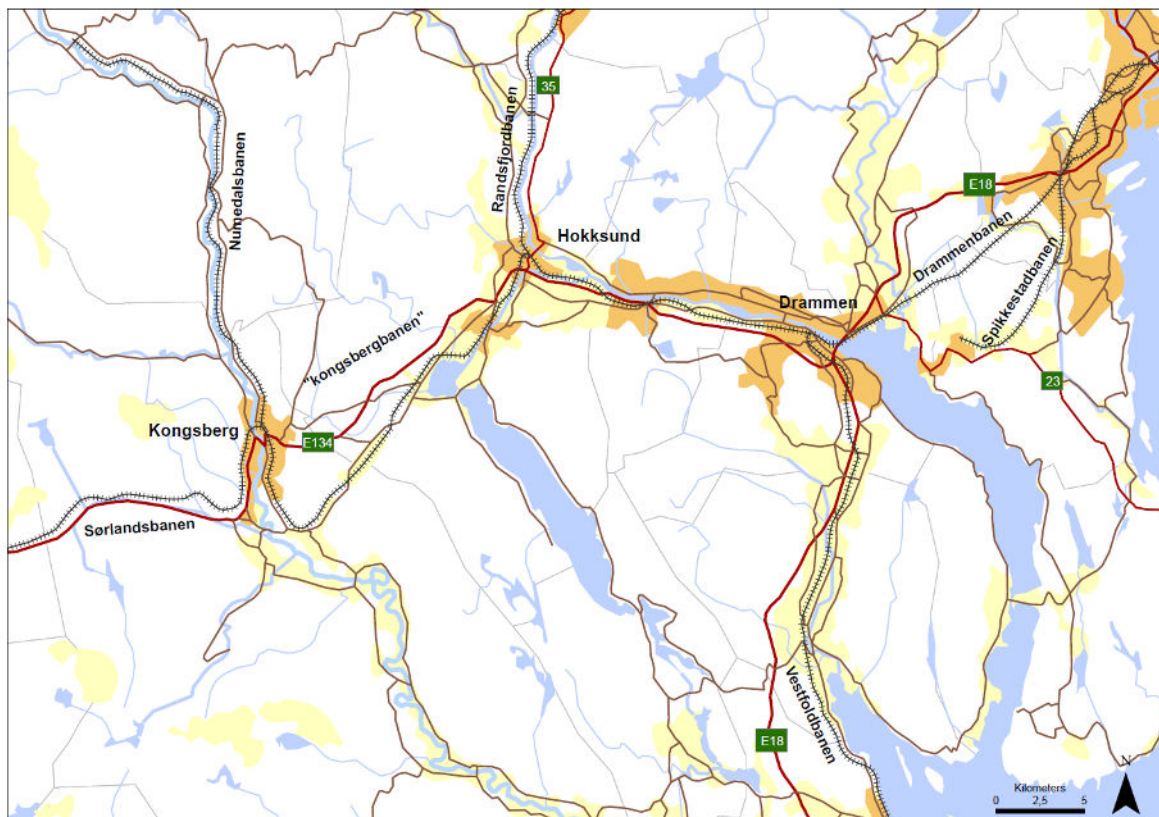 35
Randsfjordbanen
Numedalsbanen
E18
Hokksund
Drammenbanen
Drammen
Spikkestadbanen
"kongsbergbanen"
23
Kongsberg
E134
Sørlandsbanen
Vestfoldbanen
E18
N
Kilometers
0 2,5 5